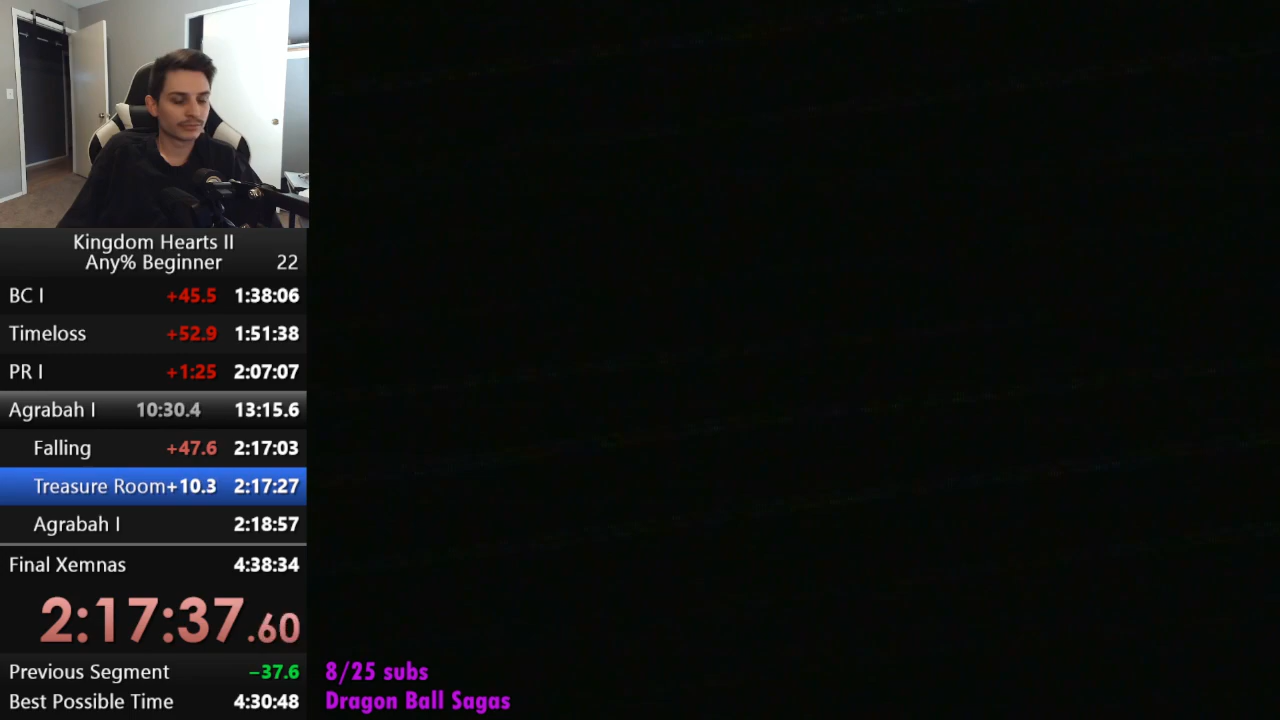 Kingdom Hearts II
Any% Beginner 22
BC I +45.5 1:38:06
Timeloss +52.9 1:51:38
PR I +1:25 2:07:07
Agrabah I 10:30.4 13:15.6
Falling +47.6 2:17:03
Treasure Room +10.3 2:17:27
Agrabah I 2:18:57
Final Xemnas 4:38:34
2:17:37.60
Previous Segment −37.6
Best Possible Time 4:30:48
8/25 subs
Dragon Ball Sagas